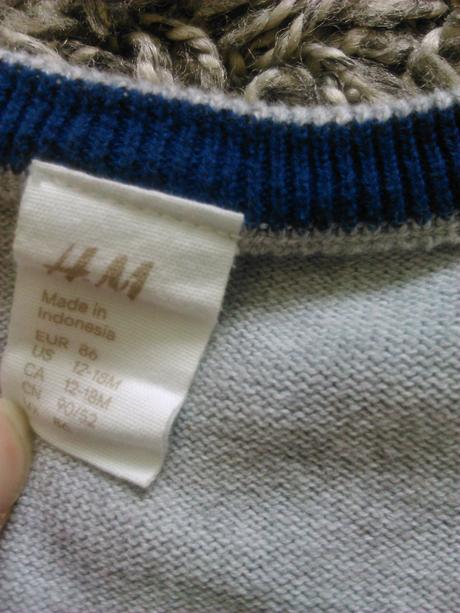 H&M
Made in
Indonesia
EUR 86
US 12-18M
CA 12-18M
CN 90/52